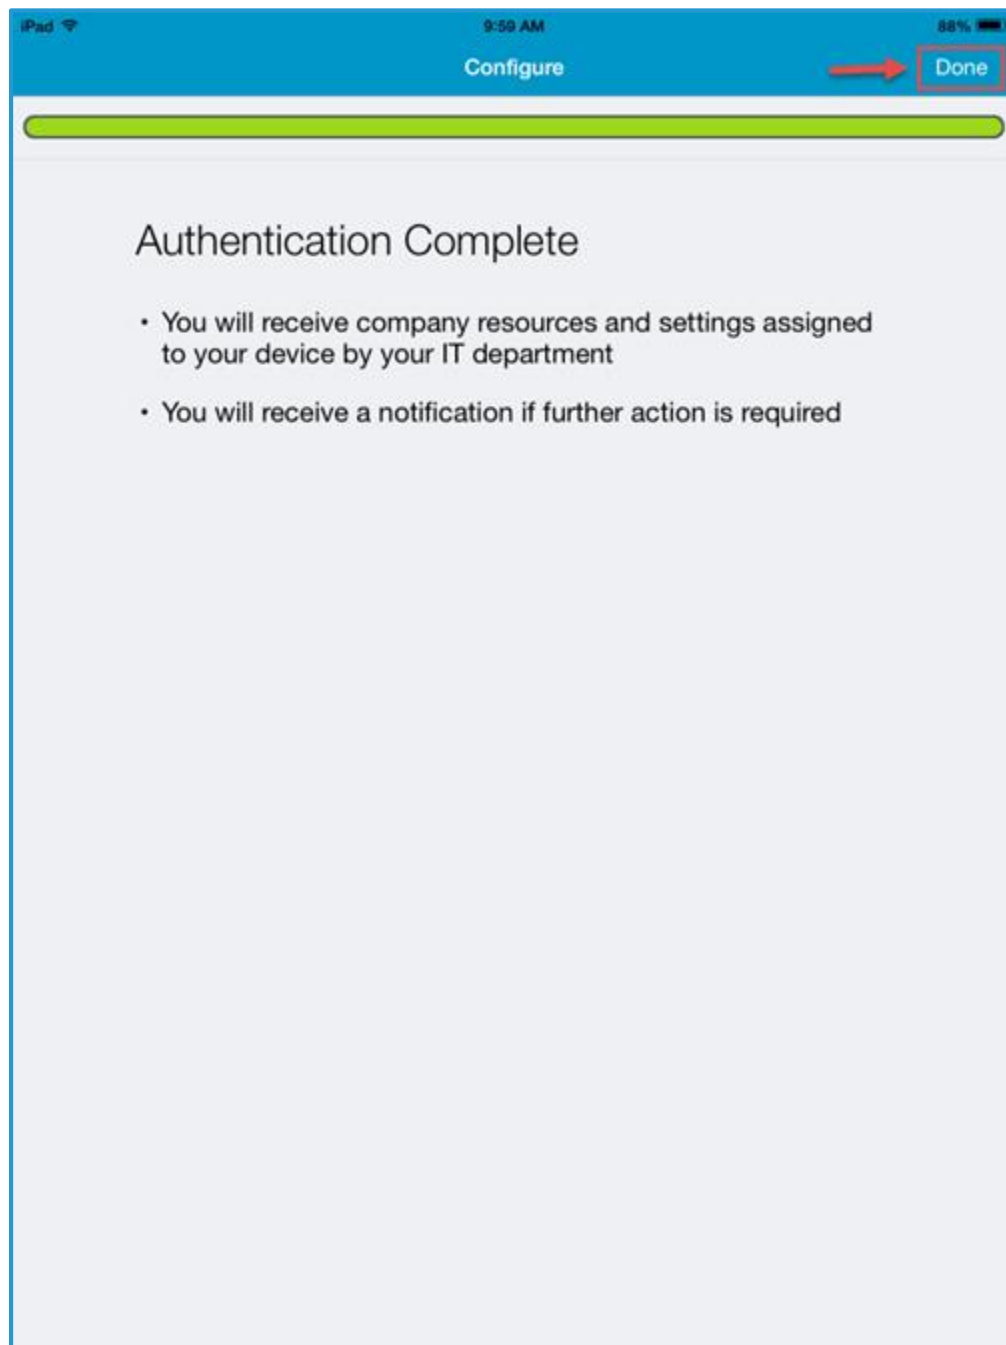 iPad 9:59 AM 88%
Configure Done
Authentication Complete
• You will receive company resources and settings assigned
to your device by your IT department
• You will receive a notification if further action is required